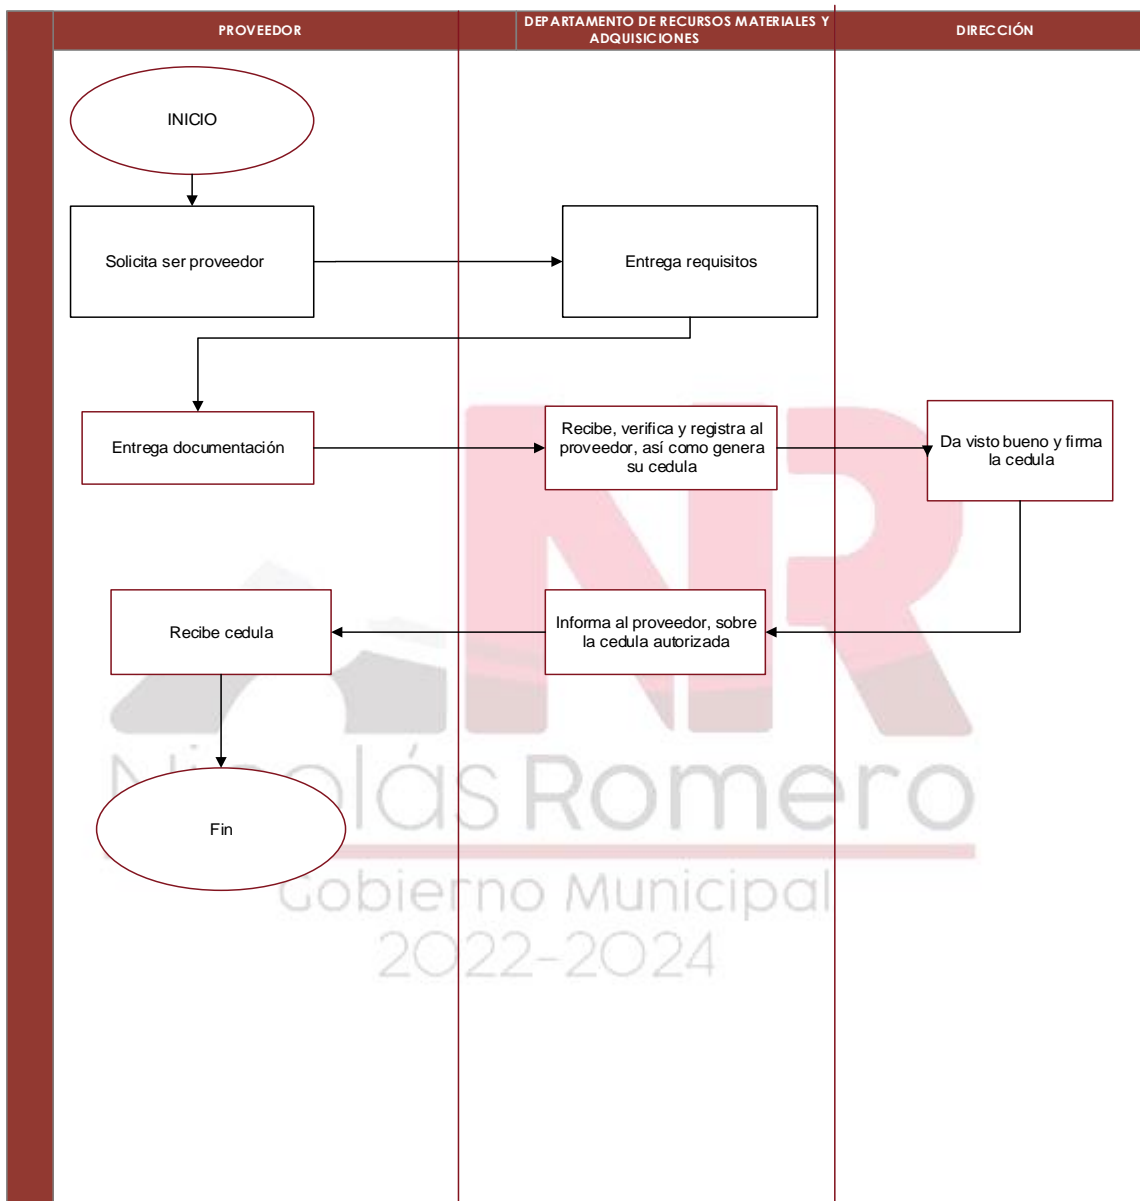 PROVEEDOR
DEPARTAMENTO DE RECURSOS MATERIALES Y
ADQUISICIONES
DIRECCIÓN
INICIO
Solicita ser proveedor
Entrega requisitos
Entrega documentación
Recibe, verifica y registra al
proveedor, así como genera
su cedula
Da visto bueno y firma
la cedula
Recibe cedula
Informa al proveedor, sobre
la cedula autorizada
Fin
NR
Nicolás Romero
Gobierno Municipal
2022-2024